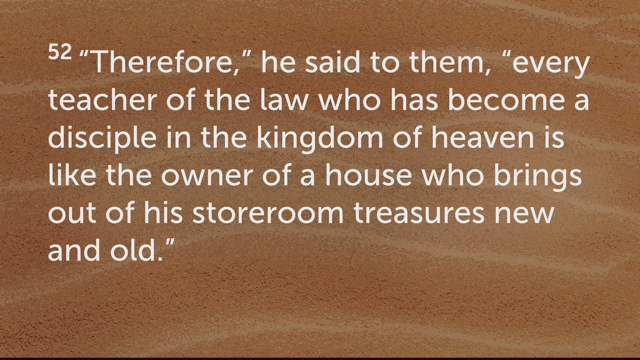 52 “Therefore,” he said to them, “every
teacher of the law who has become a
disciple in the kingdom of heaven is
like the owner of a house who brings
out of his storeroom treasures new
and old.”